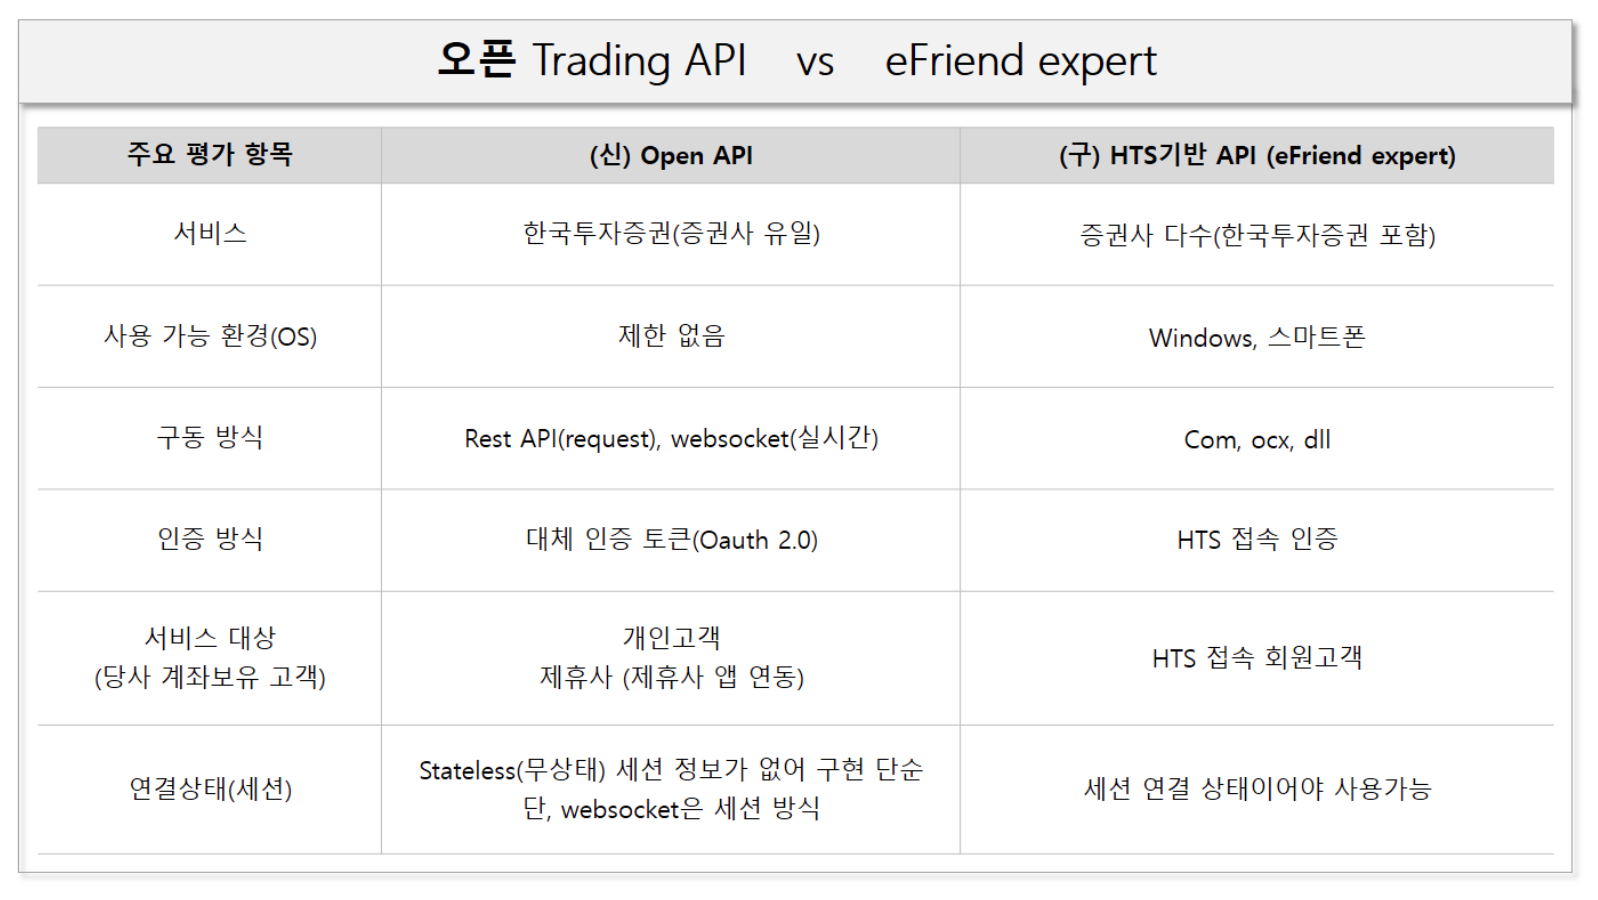 오픈 Trading API vs eFriend expert
주요 평가 항목
(신) Open API
(구) HTS기반 API (eFriend expert)
서비스
한국투자증권(증권사 유일)
증권사 다수(한국투자증권 포함)
사용 가능 환경(OS)
제한 없음
Windows, 스마트폰
구동 방식
Rest API(request), websocket(실시간)
Com, ocx, dll
인증 방식
대체 인증 토큰(Oauth 2.0)
HTS 접속 인증
서비스 대상
(당사 계좌보유 고객)
개인고객
제휴사 (제휴사 앱 연동)
HTS 접속 회원고객
연결상태(세션)
Stateless(무상태) 세션 정보가 없어 구현 단순
단, websocket은 세션 방식
세션 연결 상태이어야 사용가능